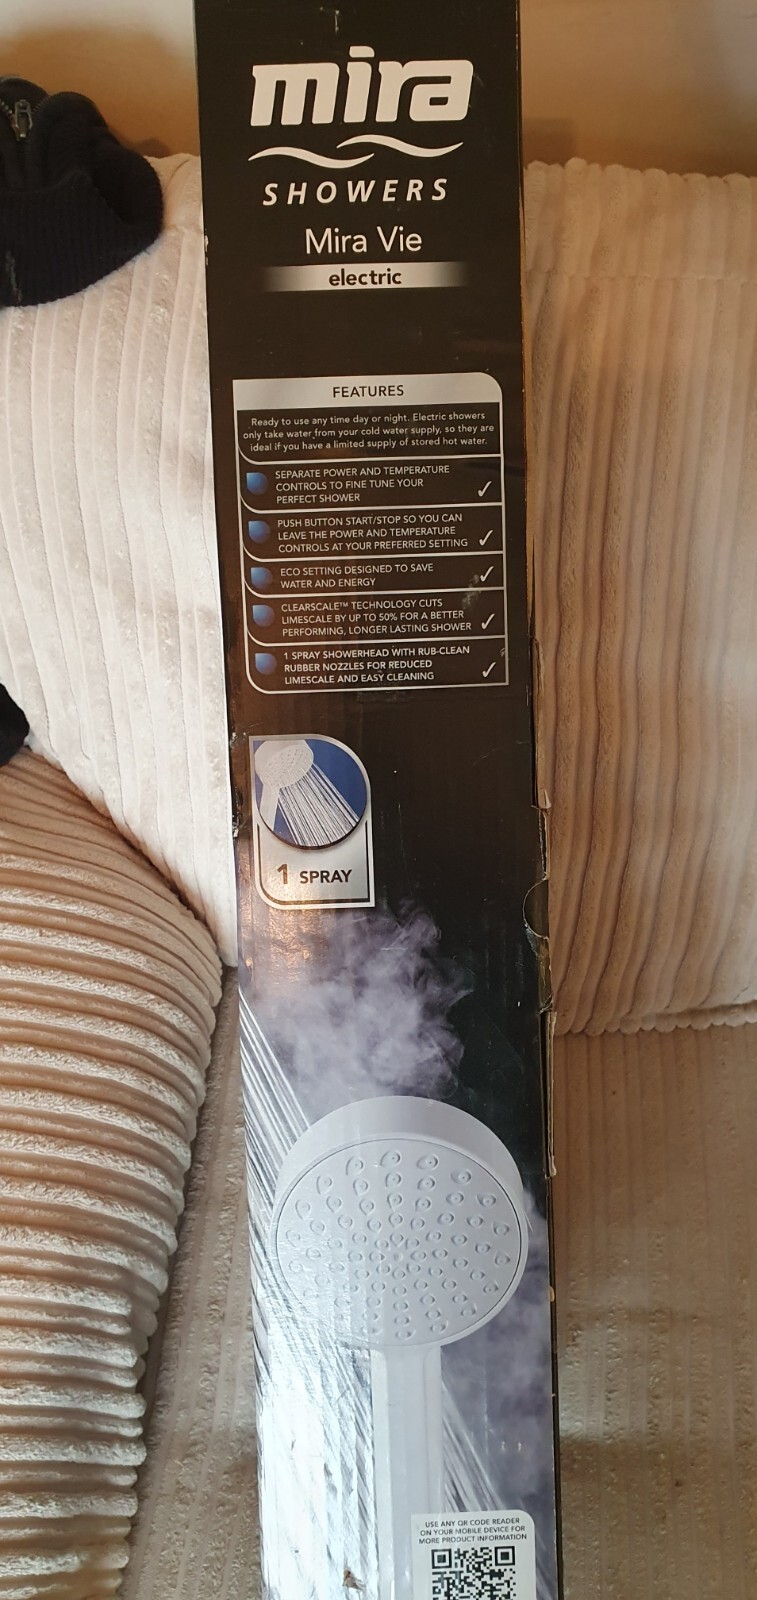 mira
SHOWERS
Mira Vie
electric
FEATURES
Ready to use any time day or night. Electric showers
only take water from your cold water supply, so they are
ideal if you have a limited supply of stored hot water.
SEPARATE POWER AND TEMPERATURE
CONTROLS TO FINE TUNE YOUR
PERFECT SHOWER
PUSH BUTTON START/STOP SO YOU CAN
LEAVE THE POWER AND TEMPERATURE
CONTROLS AT YOUR PREFERRED SETTING
ECO SETTING DESIGNED TO SAVE
WATER AND ENERGY
CLEARSCALE™ TECHNOLOGY CUTS
LIMESCALE BY UP TO 50% FOR A BETTER
PERFORMING, LONGER LASTING SHOWER
1 SPRAY SHOWERHEAD WITH RUB-CLEAN
RUBBER NOZZLES FOR REDUCED
LIMESCALE AND EASY CLEANING
1 SPRAY
USE ANY QR CODE READER
ON YOUR MOBILE DEVICE FOR
MORE PRODUCT INFORMATION